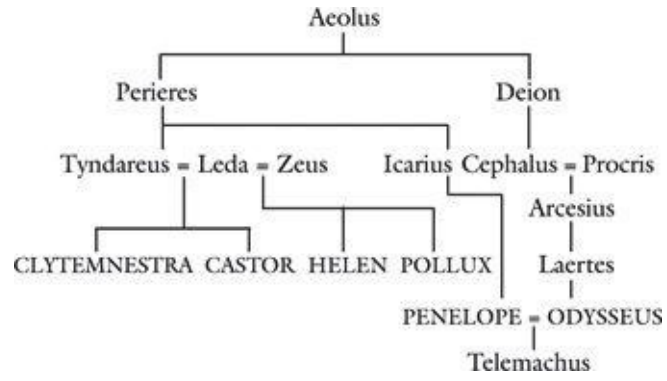 Aeolus
Perieres Deion
Tyndareus = Leda = Zeus Icarius Cephalus = Procris
Arcesius
CLYTEMNESTRA CASTOR HELEN POLLUX Laertes
PENELOPE = ODYSSEUS
Telemachus